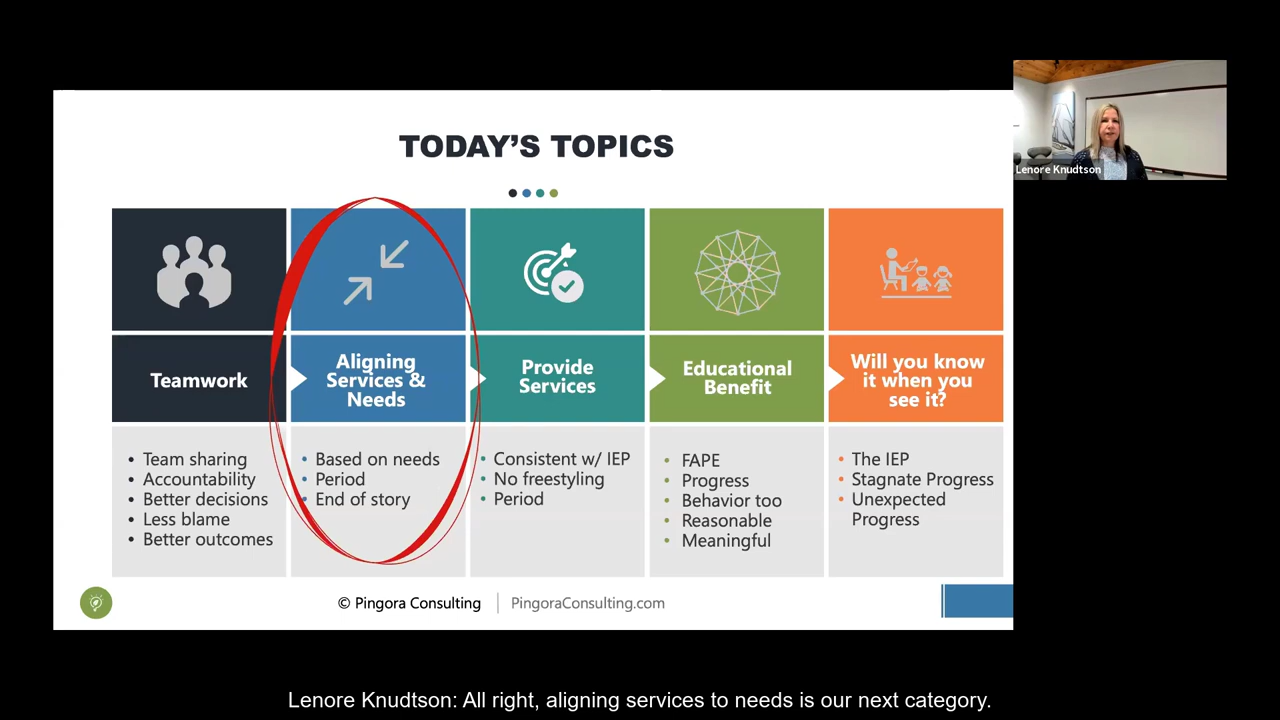 TODAY'S TOPICS
Lenore Knudtson
Teamwork
Aligning
Services &
Needs
Provide
Services
Educational
Benefit
Will you know
it when you
see it?
• Team sharing
• Accountability
• Better decisions
• Less blame
• Better outcomes
• Based on needs
• Period
• End of story
• Consistent w/ IEP
• No freestyling
• Period
• FAPE
• Progress
• Behavior too
• Reasonable
• Meaningful
• The IEP
• Stagnate Progress
• Unexpected
Progress
© Pingora Consulting | PingoraConsulting.com
Lenore Knudtson: All right, aligning services to needs is our next category.